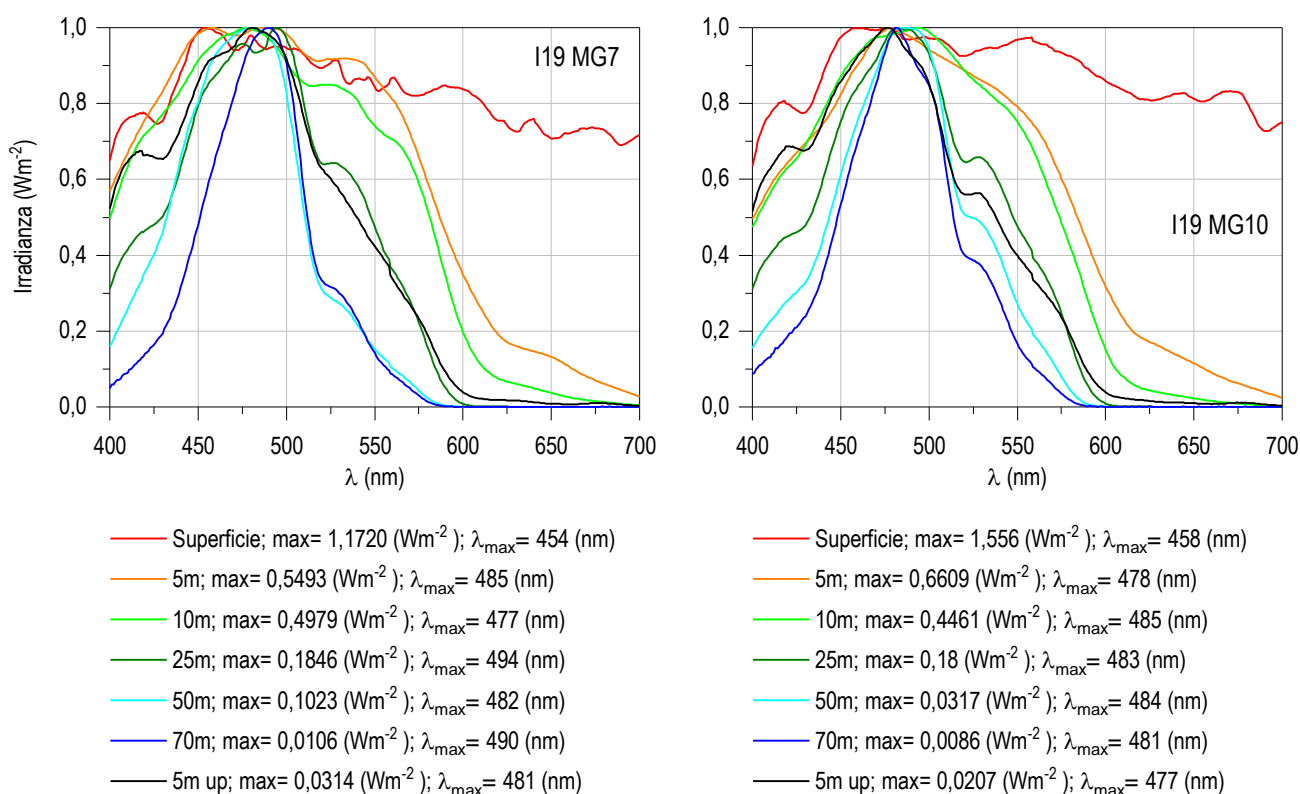 I19 MG7
Irradianza (Wm-2)
1,0
0,8
0,6
0,4
0,2
0,0
400 450 500 550 600 650 700
λ (nm)
Superficie; max= 1,1720 (Wm-2 ); λmax= 454 (nm)
5m; max= 0,5493 (Wm-2 ); λmax= 485 (nm)
10m; max= 0,4979 (Wm-2 ); λmax= 477 (nm)
25m; max= 0,1846 (Wm-2 ); λmax= 494 (nm)
50m; max= 0,1023 (Wm-2 ); λmax= 482 (nm)
70m; max= 0,0106 (Wm-2 ); λmax= 490 (nm)
5m up; max= 0,0314 (Wm-2 ); λmax= 481 (nm)
I19 MG10
1,0
0,8
0,6
0,4
0,2
0,0
400 450 500 550 600 650 700
λ (nm)
Superficie; max= 1,556 (Wm-2 ); λmax= 458 (nm)
5m; max= 0,6609 (Wm-2 ); λmax= 478 (nm)
10m; max= 0,4461 (Wm-2 ); λmax= 485 (nm)
25m; max= 0,18 (Wm-2 ); λmax= 483 (nm)
50m; max= 0,0317 (Wm-2 ); λmax= 484 (nm)
70m; max= 0,0086 (Wm-2 ); λmax= 481 (nm)
5m up; max= 0,0207 (Wm-2 ); λmax= 477 (nm)